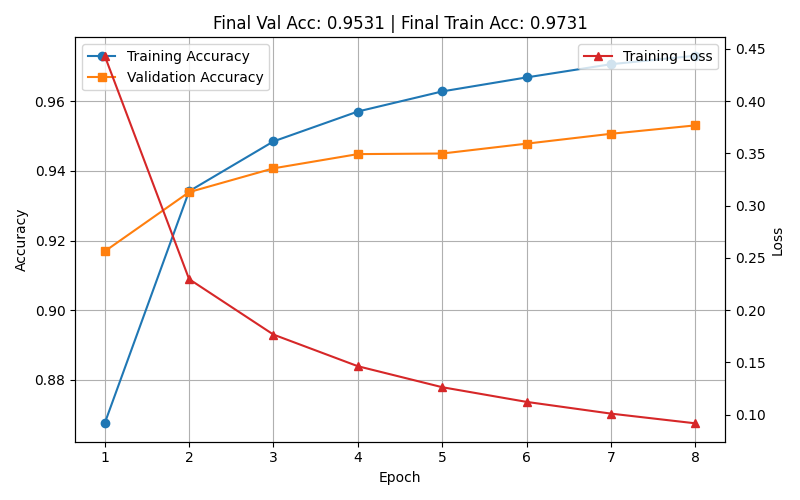 Final Val Acc: 0.9531 | Final Train Acc: 0.9731
Training Accuracy
Validation Accuracy
Training Loss
0.96
0.94
0.92
0.90
0.88
Accuracy
0.45
0.40
0.35
0.30
0.25
0.20
0.15
0.10
Loss
1 2 3 4 5 6 7 8
Epoch